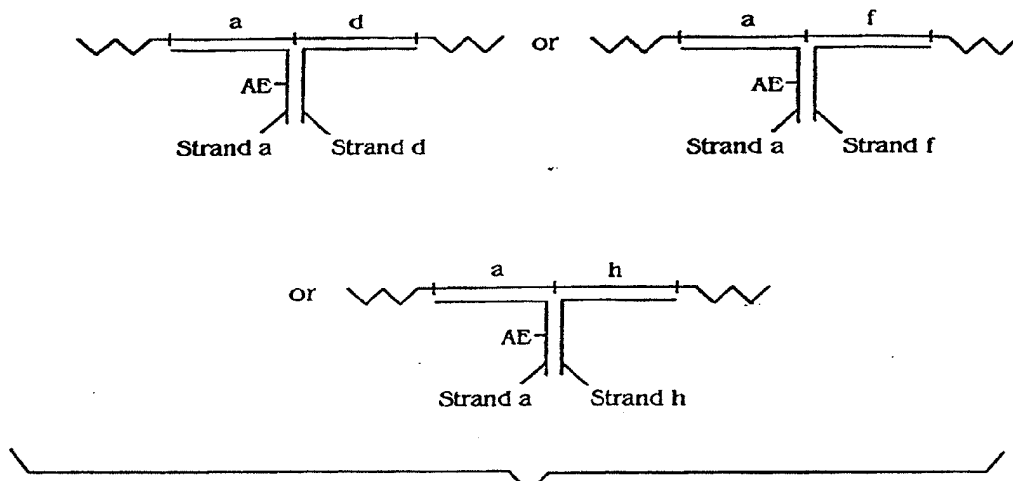 a d or a f
AE AE
Strand a Strand d Strand a Strand f
a h
or
AE
Strand a Strand h